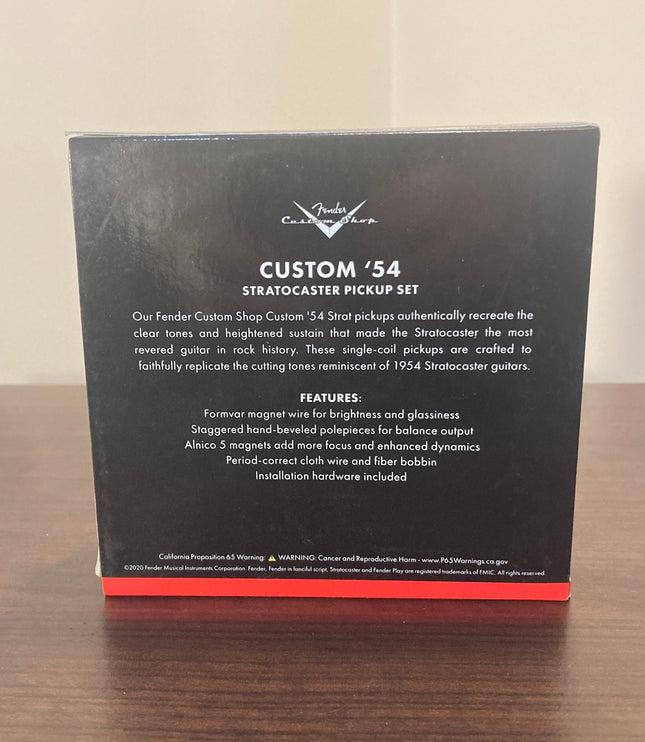 Fender
Custom Shop
CUSTOM ‘54
STRATOCASTER PICKUP SET
Our Fender Custom Shop Custom '54 Strat pickups authentically recreate the
clear tones and heightened sustain that made the Stratocaster the most
revered guitar in rock history. These single-coil pickups are crafted to
faithfully replicate the cutting tones reminiscent of 1954 Stratocaster guitars.
FEATURES:
Formvar magnet wire for brightness and glassiness
Staggered hand-beveled polepieces for balance output
Alnico 5 magnets add more focus and enhanced dynamics
Period-correct cloth wire and fiber bobbin
Installation hardware included
California Proposition 65 Warning: ⚠ WARNING: Cancer and Reproductive Harm - www.P65Warnings.ca.gov
©2020 Fender Musical Instruments Corporation. Fender, Fender in fanciful script, Stratocaster and Fender Play are registered trademarks of FMIC. All rights reserved.